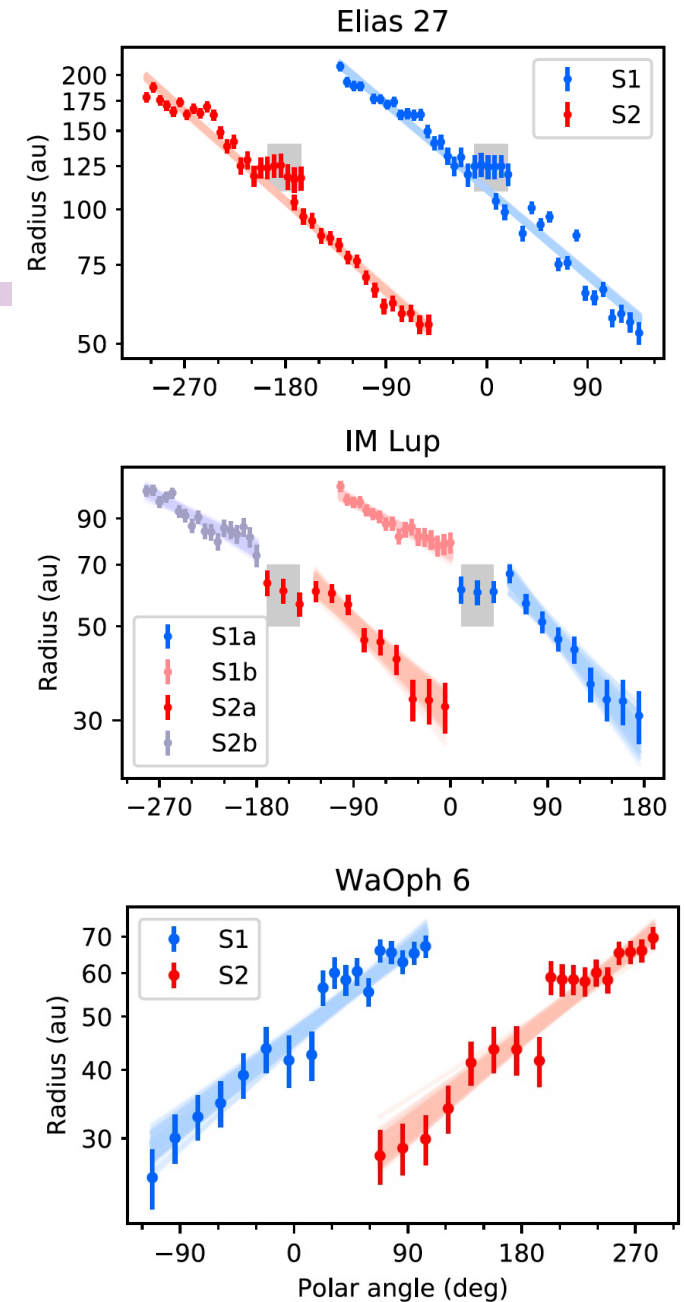 Elias 27
200
175
150
125
100
75
50
Radius (au)
S1
S2
−270 −180 −90 0 90
IM Lup
90
70
50
30
Radius (au)
S1a
S1b
S2a
S2b
−270 −180 −90 0 90 180
WaOph 6
70
60
50
40
30
Radius (au)
S1
S2
−90 0 90 180 270
Polar angle (deg)